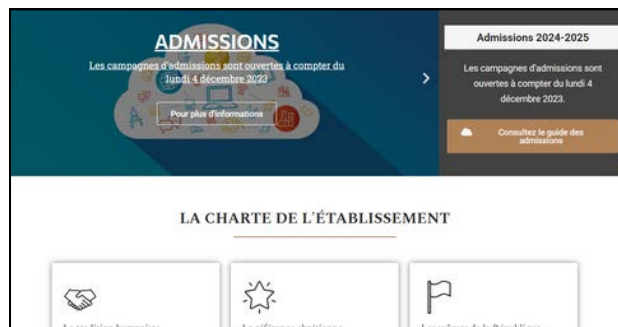 ADMISSIONS
Les campagnes d'admissions sont ouvertes à compter du
lundi 4 décembre 2023
Pour plus d'informations
Admissions 2024-2025
Les campagnes d'admissions sont
ouvertes à compter du lundi 4
décembre 2023.
Consultez le guide des
admissions
LA CHARTE DE L'ÉTABLISSEMENT